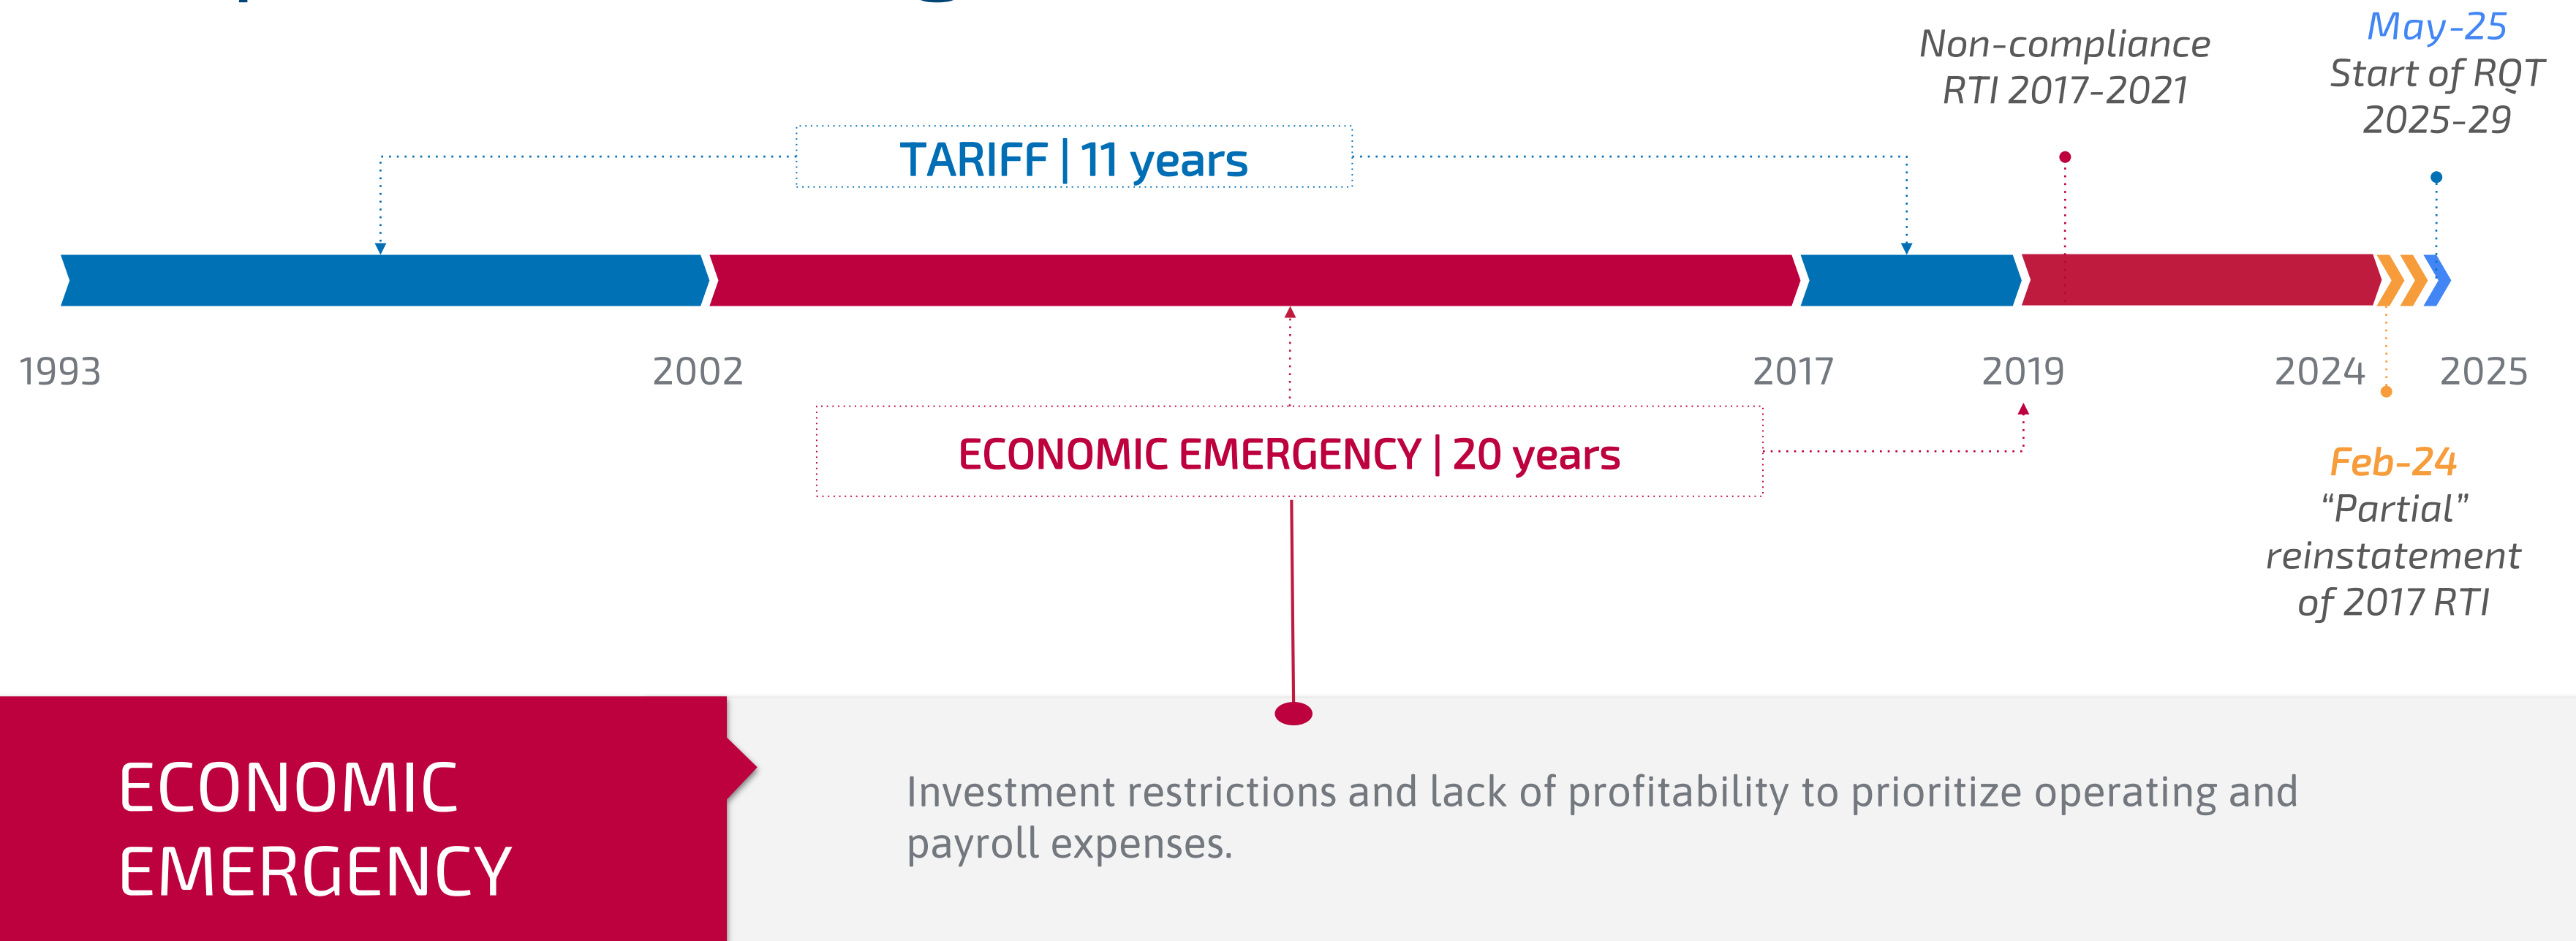 May-25
Non-compliance
Start of RQT
RTI 2017-2021
2025-29
TARIFF | 11 years
1993
2002
2017
2019
2024
2025
ECONOMIC EMERGENCY | 20 years
Feb-24
“Partial”
reinstatement
of 2017 RTI
ECONOMIC
EMERGENCY
Investment restrictions and lack of profitability to prioritize operating and
payroll expenses.